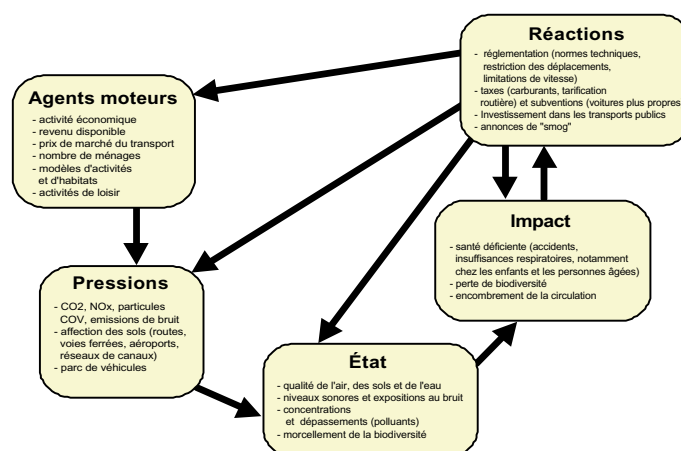 Réactions
- réglementation (normes techniques,
restriction des déplacements,
limitations de vitesse)
- taxes (carburants, tarification
routière) et subventions (voitures plus propres)
- Investissement dans les transports publics
- annonces de "smog"
Agents moteurs
- activité économique
- revenu disponible
- prix de marché du transport
- nombre de ménages
- modèles d'activités
et d'habitats
- activités de loisir
Impact
- santé déficiente (accidents,
insuffisances respiratoires, notamment
chez les enfants et les personnes âgées)
- perte de biodiversité
- encombrement de la circulation
Pressions
- CO2, NOx, particules
COV, emissions de bruit
- affection des sols (routes,
voies ferrées, aéroports,
réseaux de canaux)
- parc de véhicules
État
- qualité de l'air, des sols et de l'eau
- niveaux sonores et expositions au bruit
- concentrations
et dépassements (polluants)
- morcellement de la biodiversité